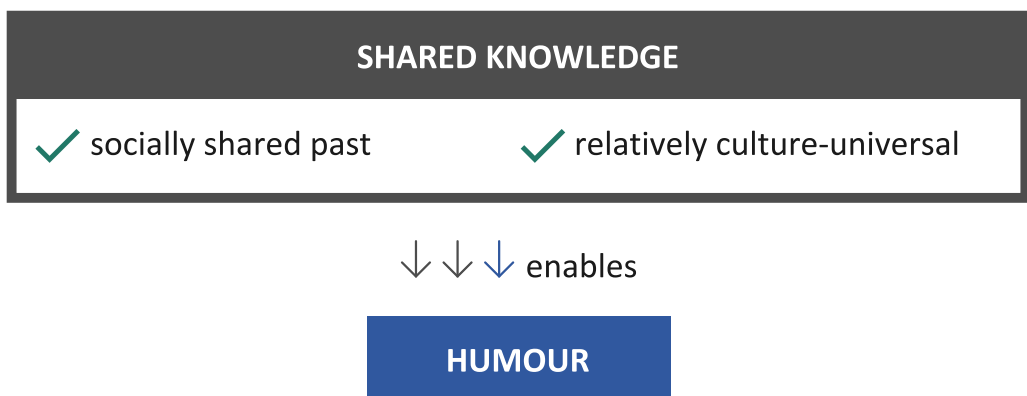 SHARED KNOWLEDGE
socially shared past relatively culture-universal
enables
HUMOUR